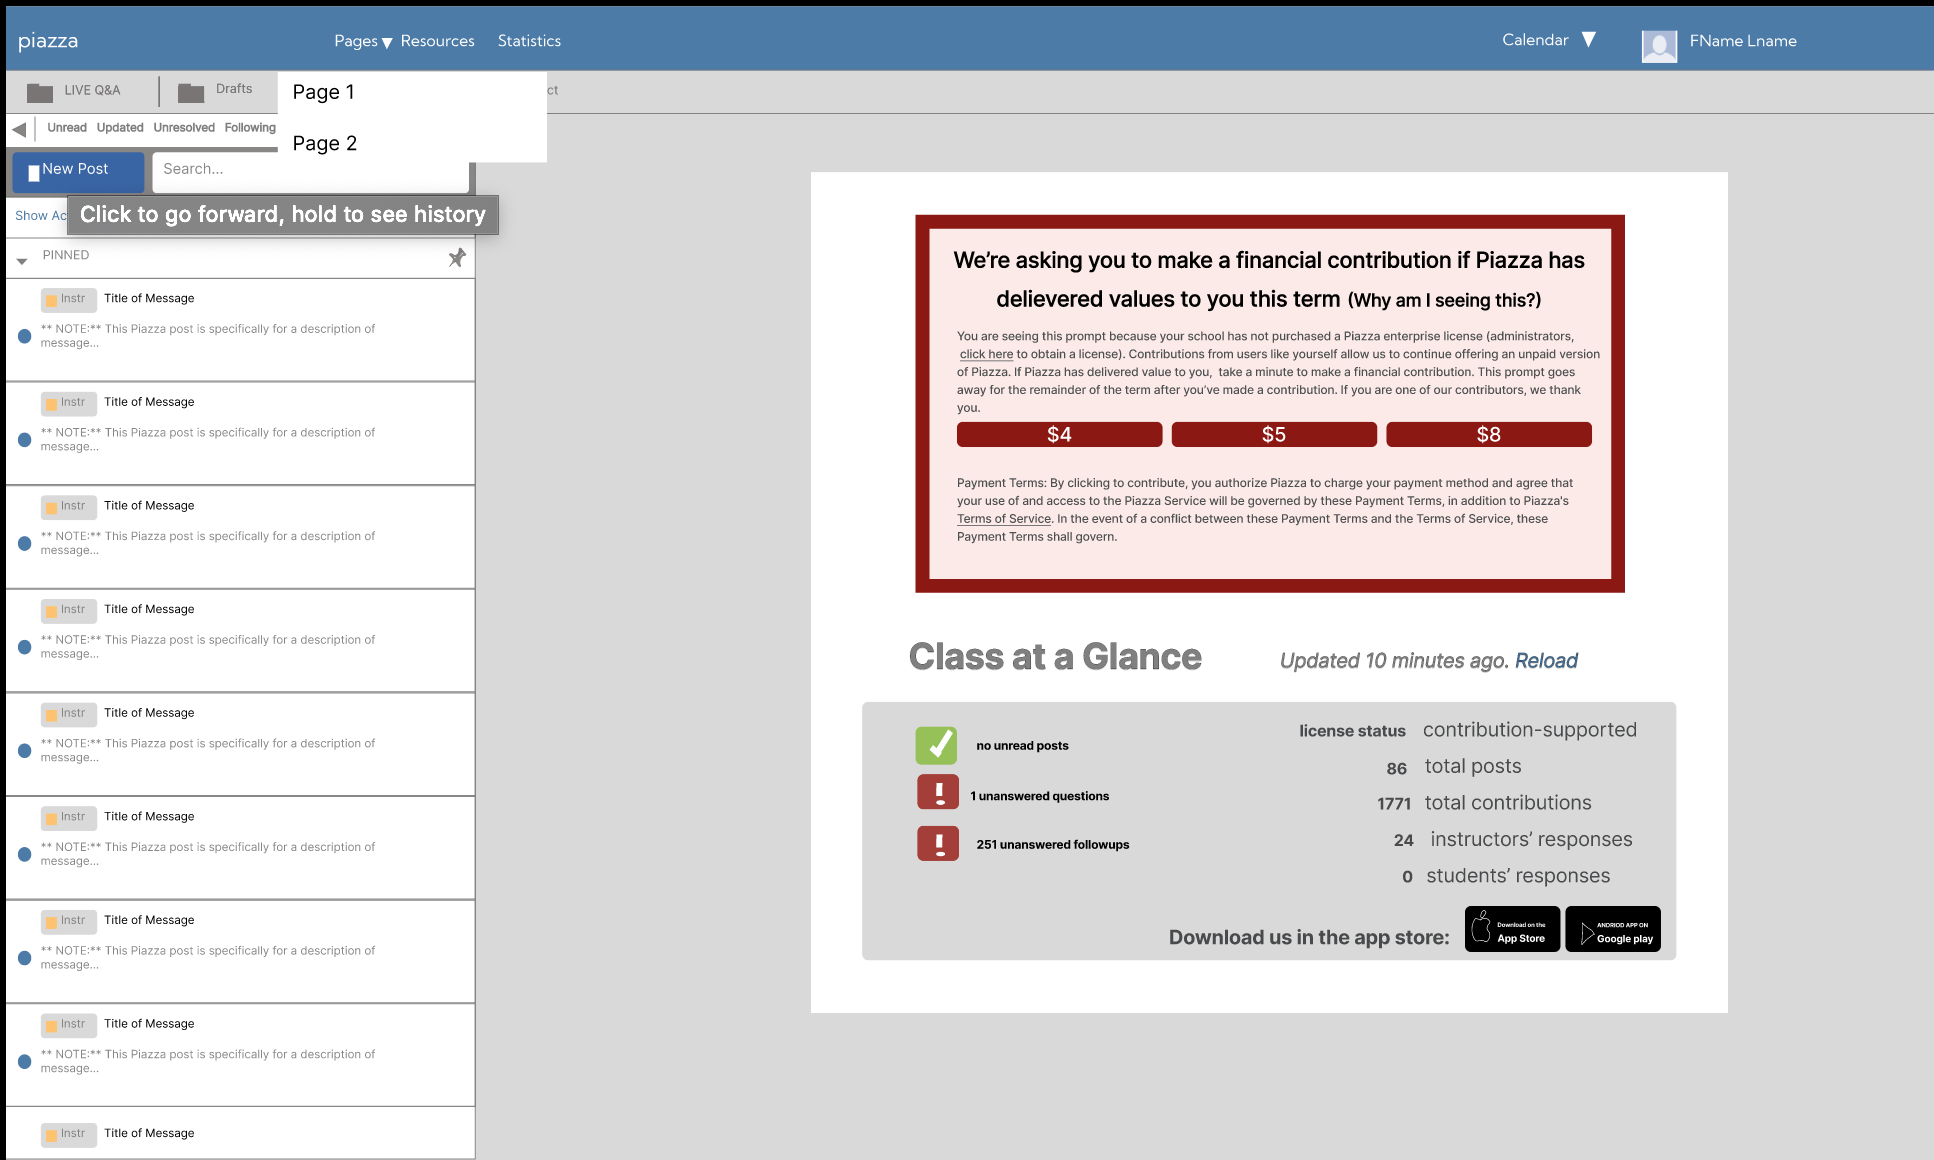 piazza
Pages ▼ Resources Statistics
Calendar ▼
FName Lname
LIVE Q&A
Drafts
ct
Page 1
Page 2
Unread Updated Unresolved Following
New Post
Search...
Show Ac
Click to go forward, hold to see history
PINNED
Instr Title of Message
** NOTE:** This Piazza post is specifically for a description of
message...
Instr Title of Message
** NOTE:** This Piazza post is specifically for a description of
message...
Instr Title of Message
** NOTE:** This Piazza post is specifically for a description of
message...
Instr Title of Message
** NOTE:** This Piazza post is specifically for a description of
message...
Instr Title of Message
** NOTE:** This Piazza post is specifically for a description of
message...
Instr Title of Message
** NOTE:** This Piazza post is specifically for a description of
message...
Instr Title of Message
** NOTE:** This Piazza post is specifically for a description of
message...
Instr Title of Message
** NOTE:** This Piazza post is specifically for a description of
message...
Instr Title of Message
We're asking you to make a financial contribution if Piazza has
delievered values to you this term (Why am I seeing this?)
You are seeing this prompt because your school has not purchased a Piazza enterprise license (administrators,
click here to obtain a license). Contributions from users like yourself allow us to continue offering an unpaid version
of Piazza. If Piazza has delivered value to you, take a minute to make a financial contribution. This prompt goes
away for the remainder of the term after you've made a contribution. If you are one of our contributors, we thank
you.
$4 $5 $8
Payment Terms: By clicking to contribute, you authorize Piazza to charge your payment method and agree that
your use of and access to the Piazza Service will be governed by these Payment Terms, in addition to Piazza's
Terms of Service. In the event of a conflict between these Payment Terms and the Terms of Service, these
Payment Terms shall govern.
Class at a Glance
Updated 10 minutes ago. Reload
no unread posts
1 unanswered questions
251 unanswered followups
license status contribution-supported
86 total posts
1771 total contributions
24 instructors' responses
0 students' responses
Download us in the app store:
Download on the
App Store
ANDRIOD APP ON
Google play